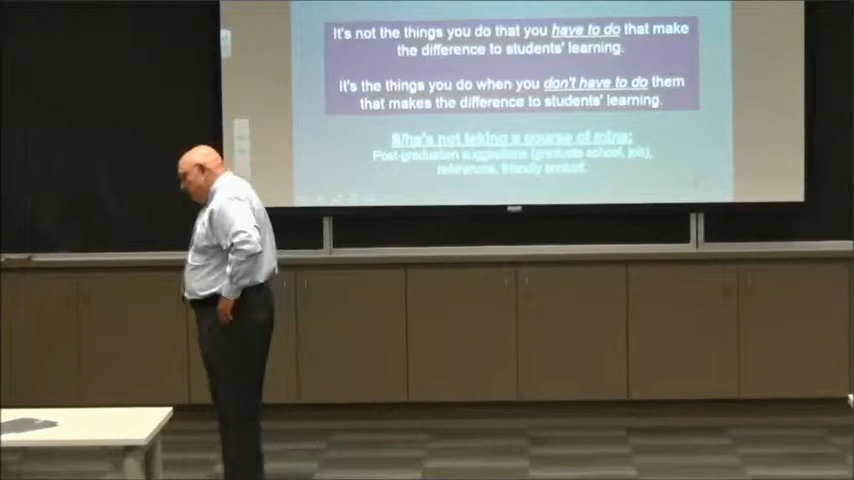 It's not the things you do that you have to do that make
the difference to students' learning.
It's the things you do when you don't have to do them
that makes the difference to students' learning.
S/he's not taking a course of mine:
Post-graduation suggestions (graduate school, job),
references, friendly contact